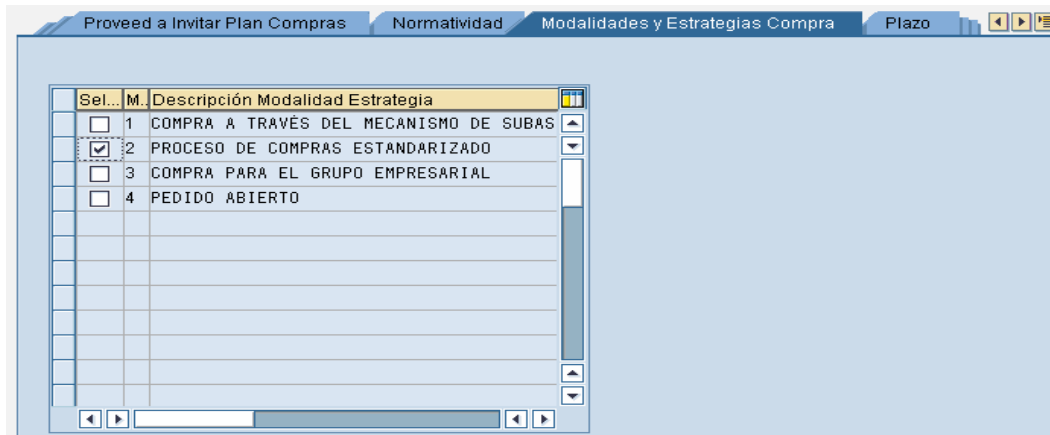 Proveed a Invitar Plan Compras Normatividad Modalidades y Estrategias Compra Plazo
Sel... M.. Descripción Modalidad Estrategia
1 COMPRA A TRAVÉS DEL MECANISMO DE SUBAS
2 PROCESO DE COMPRAS ESTANDARIZADO
3 COMPRA PARA EL GRUPO EMPRESARIAL
4 PEDIDO ABIERTO